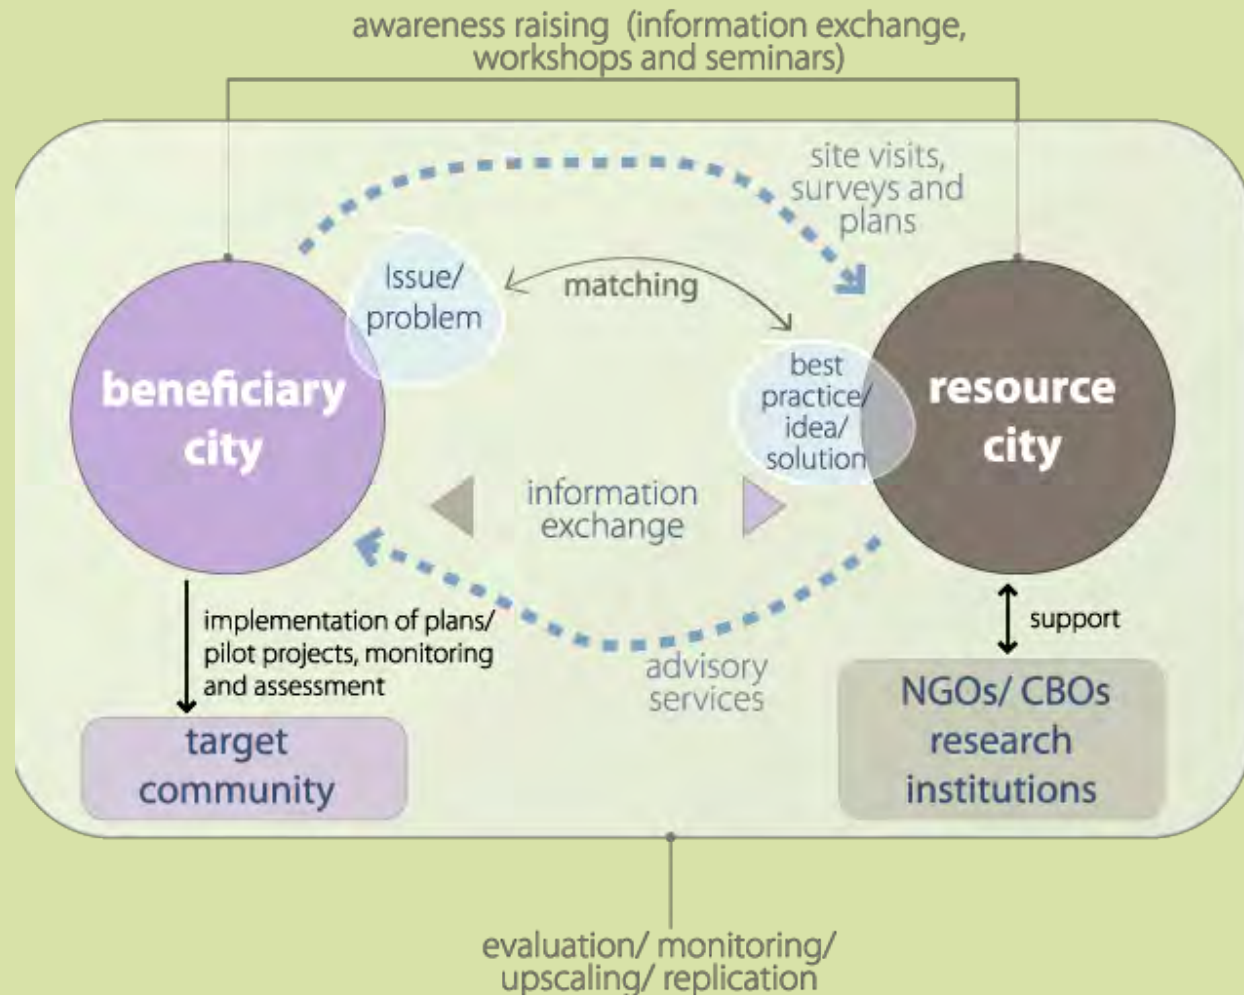 awareness raising (information exchange,
workshops and seminars)
site visits,
surveys and
plans
Issue/
problem
matching
best
practice/
idea/
solution
beneficiary
city
resource
city
information
exchange
implementation of plans/
pilot projects, monitoring
and assessment
support
advisory
services
target
community
NGOs/ CBOs
research
institutions
evaluation/ monitoring/
upscaling/ replication